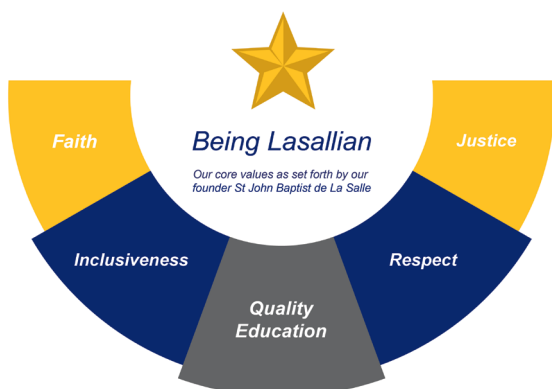 Being Lasallian
Our core values as set forth by our
founder St John Baptist de La Salle
Faith
Inclusiveness
Quality
Education
Respect
Justice